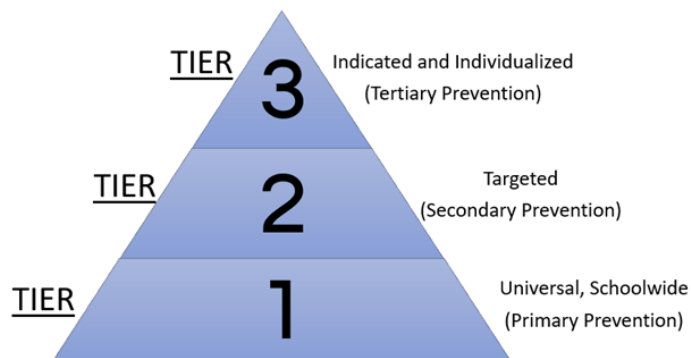 TIER
3
Indicated and Individualized
(Tertiary Prevention)
TIER
2
Targeted
(Secondary Prevention)
TIER
1
Universal, Schoolwide
(Primary Prevention)